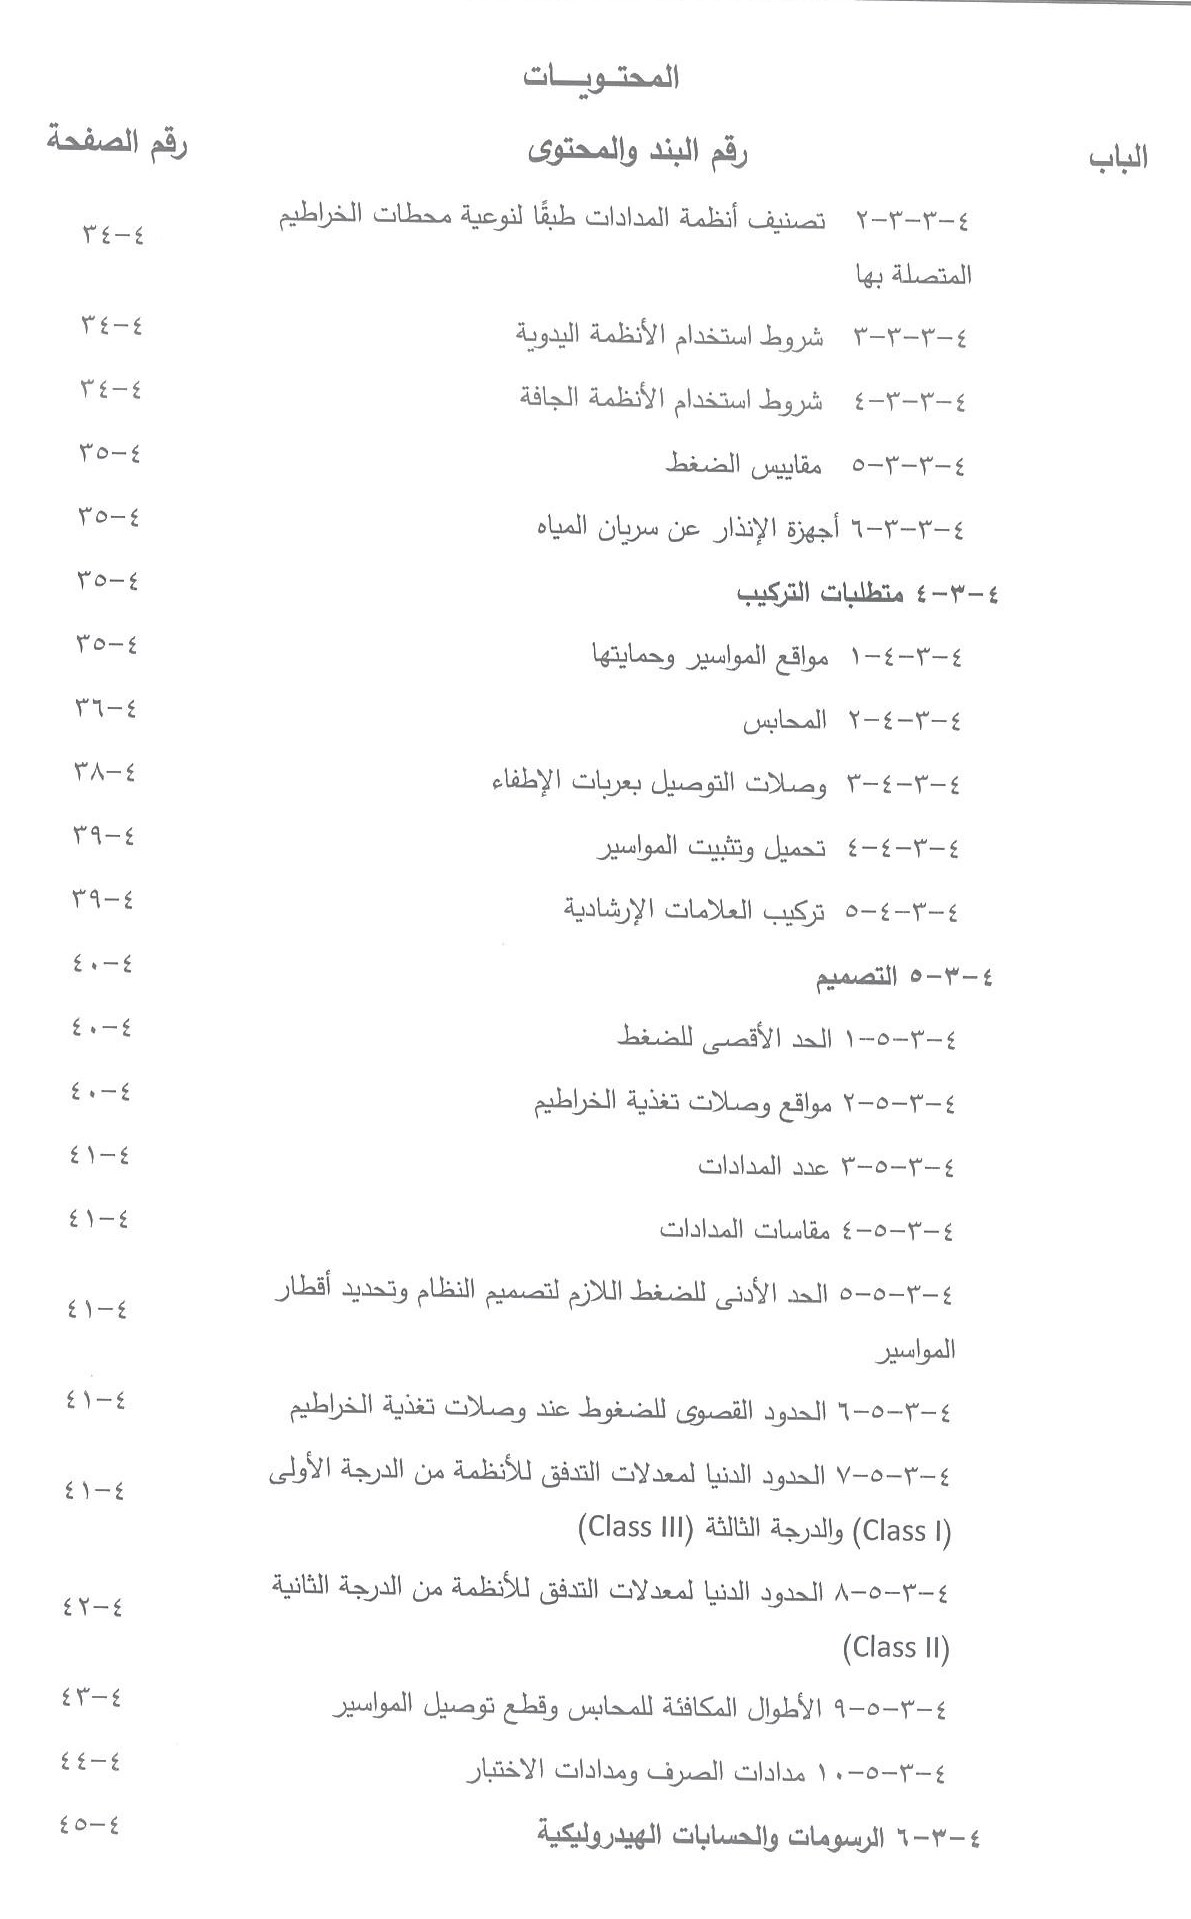 المحتويـــات
الباب رقم البند والمحتوى رقم الصفحة
٤-٣-٣-٢ تصنيف أنظمة المدادات طبقًا لنوعية محطات الخراطيم ٤-٣٤
المتصلة بها
٤-٣-٣-٣ شروط استخدام الأنظمة اليدوية ٤-٣٤
٤-٣-٣-٤ شروط استخدام الأنظمة الجافة ٤-٣٤
٤-٣-٣-٥ مقاييس الضغط ٤-٣٥
٤-٣-٣-٦ أجهزة الإنذار عن سريان المياه ٤-٣٥
٤-٣-٤ متطلبات التركيب ٤-٣٥
٤-٣-٤-١ مواقع المواسير وحمايتها ٤-٣٥
٤-٣-٤-٢ المحابس ٤-٣٦
٤-٣-٤-٣ وصلات التوصيل بعربات الإطفاء ٤-٣٨
٤-٣-٤-٤ تحميل وتثبيت المواسير ٤-٣٩
٤-٣-٤-٥ تركيب العلامات الإرشادية ٤-٣٩
٤-٣-٥ التصميم ٤-٤٠
٤-٣-٥-١ الحد الأقصى للضغط ٤-٤٠
٤-٣-٥-٢ مواقع وصلات تغذية الخراطيم ٤-٤٠
٤-٣-٥-٣ عدد المدادات ٤-٤١
٤-٣-٥-٤ مقاسات المدادات ٤-٤١
٤-٣-٥-٥ الحد الأدنى للضغط اللازم لتصميم النظام وتحديد أقطار ٤-٤١
المواسير
٤-٣-٥-٦ الحدود القصوى للضغوط عند وصلات تغذية الخراطيم ٤-٤١
٤-٣-٥-٧ الحدود الدنيا لمعدلات التدفق للأنظمة من الدرجة الأولى ٤-٤١
(Class I) والدرجة الثالثة (Class III)
٤-٣-٥-٨ الحدود الدنيا لمعدلات التدفق للأنظمة من الدرجة الثانية ٤-٤٢
(Class II)
٤-٣-٥-٩ الأطوال المكافئة للمحابس وقطع توصيل المواسير ٤-٤٣
٤-٣-٥-١٠ مدادات الصرف ومدادات الاختبار ٤-٤٤
٤-٣-٦ الرسومات والحسابات الهيدروليكية ٤-٤٥